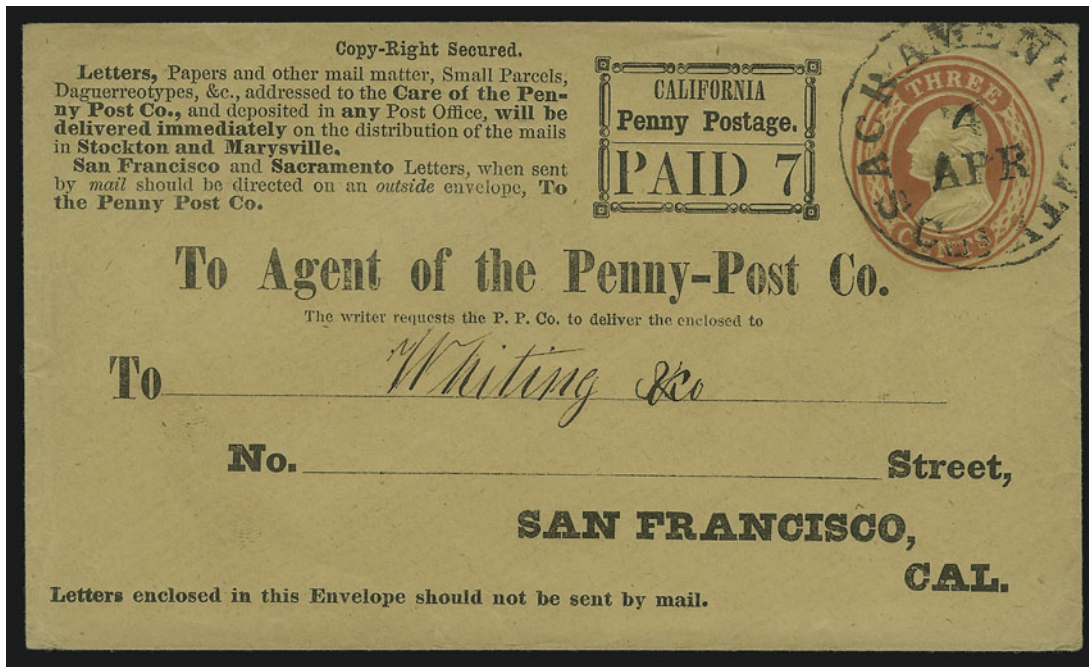 Copy-Right Secured.
Letters, Papers and other mail matter, Small Parcels,
Daguerreotypes, &c., addressed to the Care of the Pen-
ny Post Co., and deposited in any Post Office, will be
delivered immediately on the distribution of the mails
in Stockton and Marysville.
San Francisco and Sacramento Letters, when sent
by mail should be directed on an outside envelope, To
the Penny Post Co.
CALIFORNIA
Penny Postage.
PAID 7
THREE
CENTS
SACRAMENTO CITY
APR
To Agent of the Penny-Post Co.
The writer requests the P. P. Co. to deliver the enclosed to
To Whiting &co
No. Street,
SAN FRANCISCO,
CAL.
Letters enclosed in this Envelope should not be sent by mail.